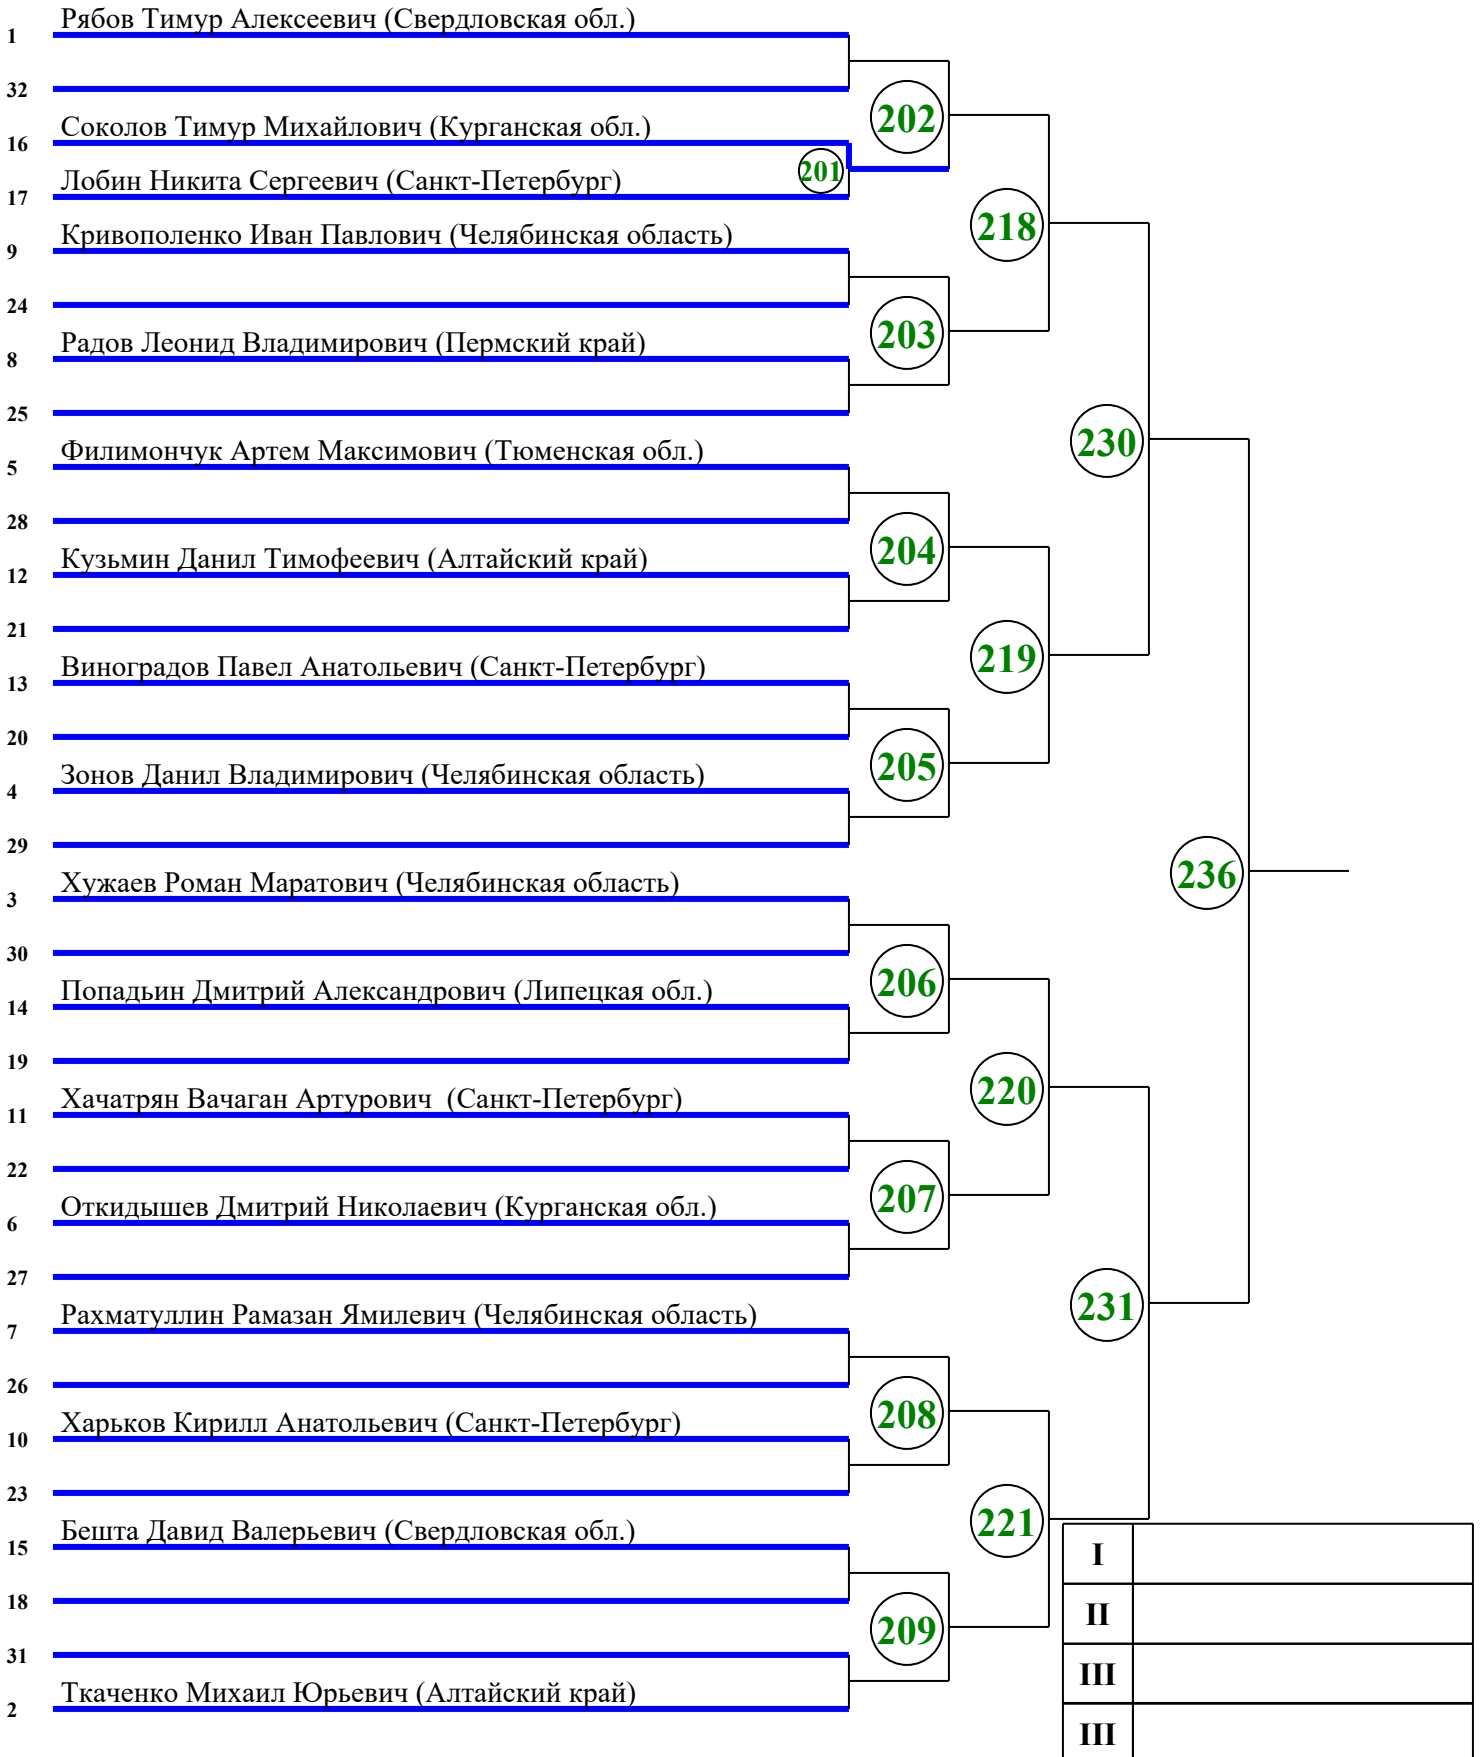 Рябов Тимур Алексеевич (Свердловская обл.)
1
32
202
Соколов Тимур Михайлович (Курганская обл.)
16
201
Лобин Никита Сергеевич (Санкт-Петербург)
17
218
Кривополенко Иван Павлович (Челябинская область)
9
24
203
Радов Леонид Владимирович (Пермский край)
8
25
230
Филимончук Артем Максимович (Тюменская обл.)
5
28
204
Кузьмин Данил Тимофеевич (Алтайский край)
12
21
219
Виноградов Павел Анатольевич (Санкт-Петербург)
13
20
205
Зонов Данил Владимирович (Челябинская область)
4
29
236
Хужаев Роман Маратович (Челябинская область)
3
30
206
Попадьин Дмитрий Александрович (Липецкая обл.)
14
19
220
Хачатрян Вачаган Артурович (Санкт-Петербург)
11
22
207
Откидышев Дмитрий Николаевич (Курганская обл.)
6
27
231
Рахматуллин Рамазан Ямилевич (Челябинская область)
7
26
208
Харьков Кирилл Анатольевич (Санкт-Петербург)
10
23
221
Бешта Давид Валерьевич (Свердловская обл.)
15
18
209
31
Ткаченко Михаил Юрьевич (Алтайский край)
2
I
II
III
III